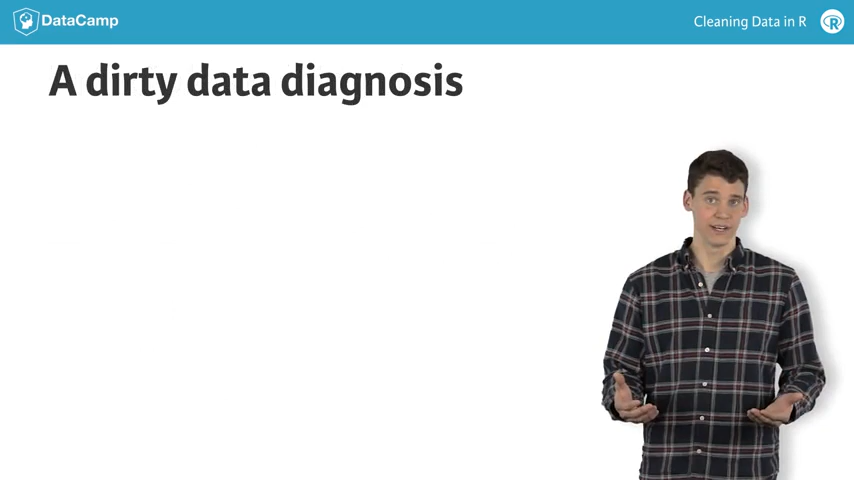 DataCamp
Cleaning Data in R
R
A dirty data diagnosis